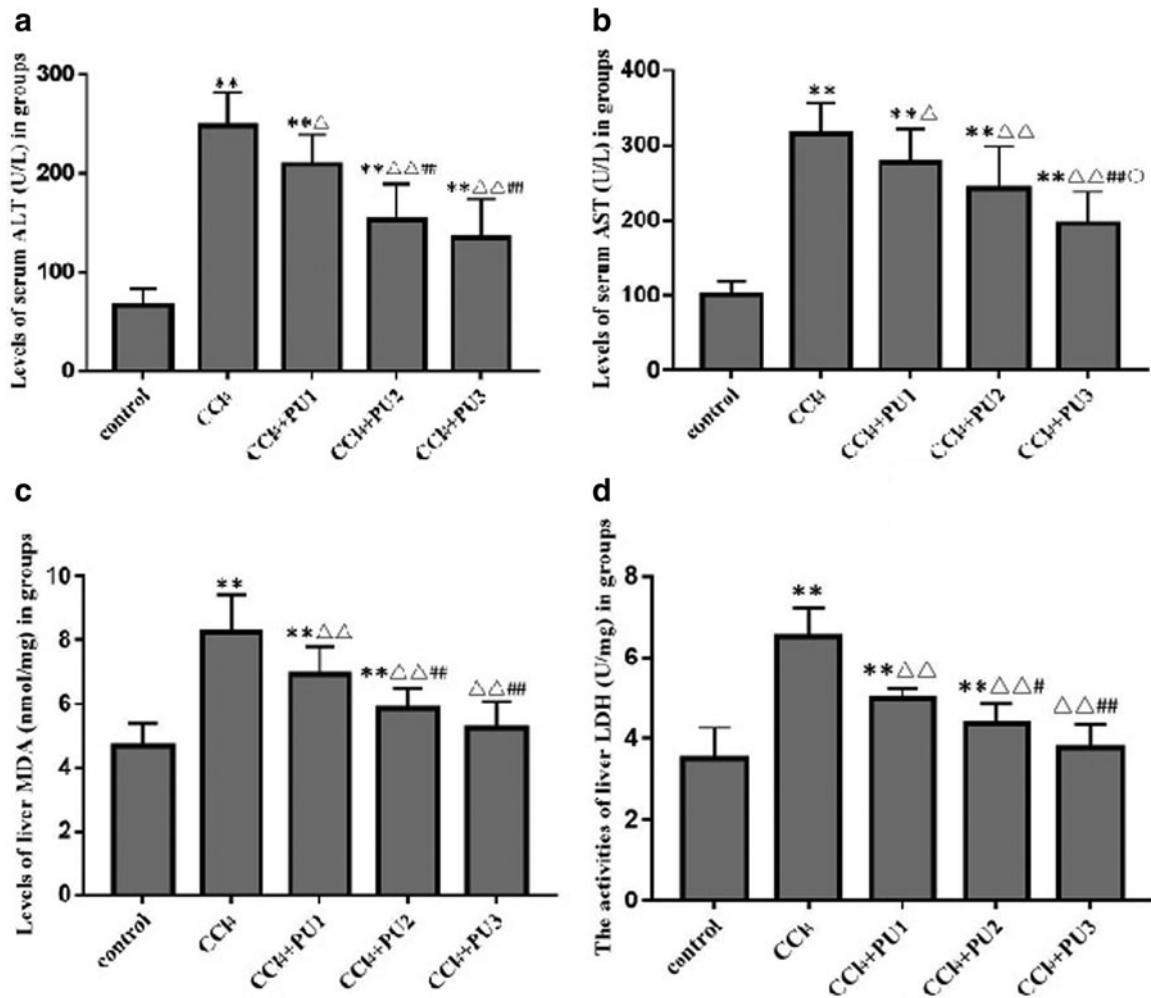 a
Levels of serum ALT (U/L) in groups
300
200
100
0
**
**△
**△△##
**△△##
control
CCl4
CCl4+PU1
CCl4+PU2
CCl4+PU3
b
Levels of serum AST (U/L) in groups
400
300
200
100
0
**
**△
**△△
**△△##○
control
CCl4
CCl4+PU1
CCl4+PU2
CCl4+PU3
c
Levels of liver MDA (nmol/mg) in groups
10
8
6
4
2
0
**
**△△
**△△##
△△##
control
CCl4
CCl4+PU1
CCl4+PU2
CCl4+PU3
d
The activities of liver LDH (U/mg) in groups
8
6
4
2
0
**
**△△
**△△#
△△##
control
CCl4
CCl4+PU1
CCl4+PU2
CCl4+PU3